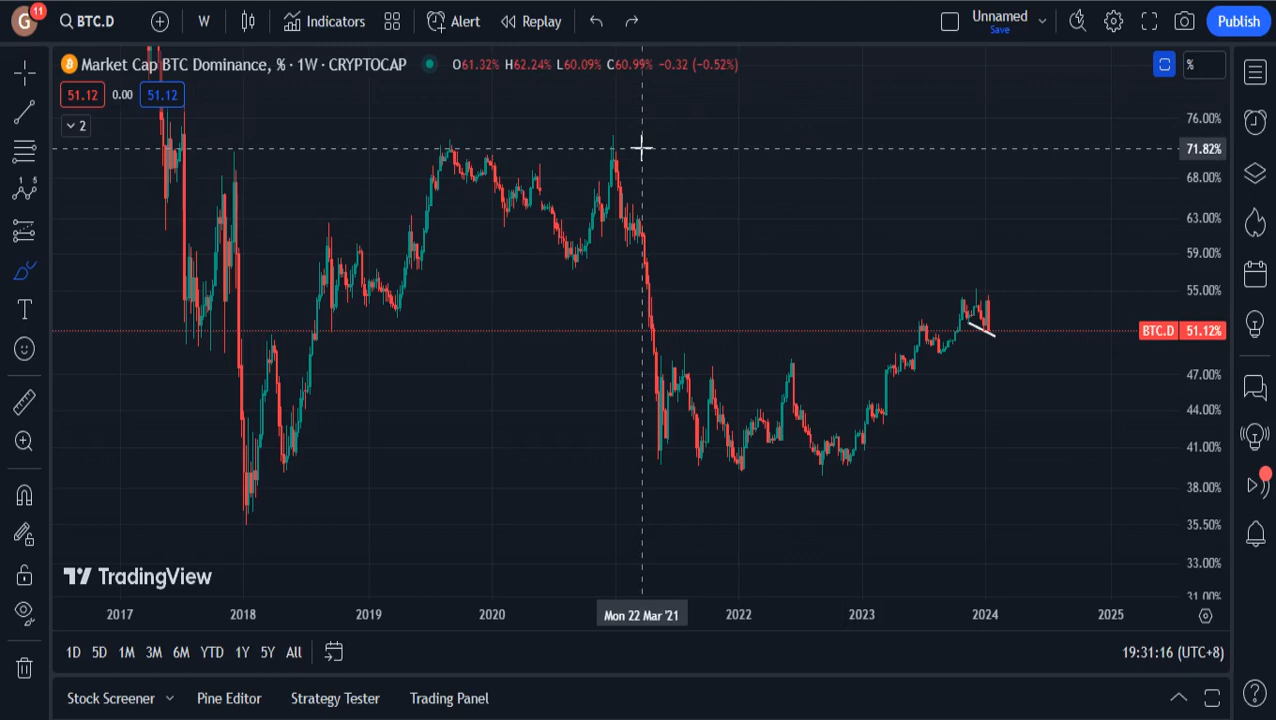 G 11 BTC.D W Indicators Alert Replay Unnamed Save Publish
Market Cap BTC Dominance, % · 1W · CRYPTOCAP O61.32% H62.24% L60.09% C60.99% −0.32 (−0.52%) %
51.12 0.00 51.12
2
76.00%
71.82%
68.00%
63.00%
59.00%
55.00%
BTC.D 51.12%
47.00%
44.00%
41.00%
38.00%
35.50%
33.00%
31.00%
TradingView
2017 2018 2019 2020 Mon 22 Mar '21 2022 2023 2024 2025
1D 5D 1M 3M 6M YTD 1Y 5Y All 19:31:16 (UTC+8)
Stock Screener Pine Editor Strategy Tester Trading Panel